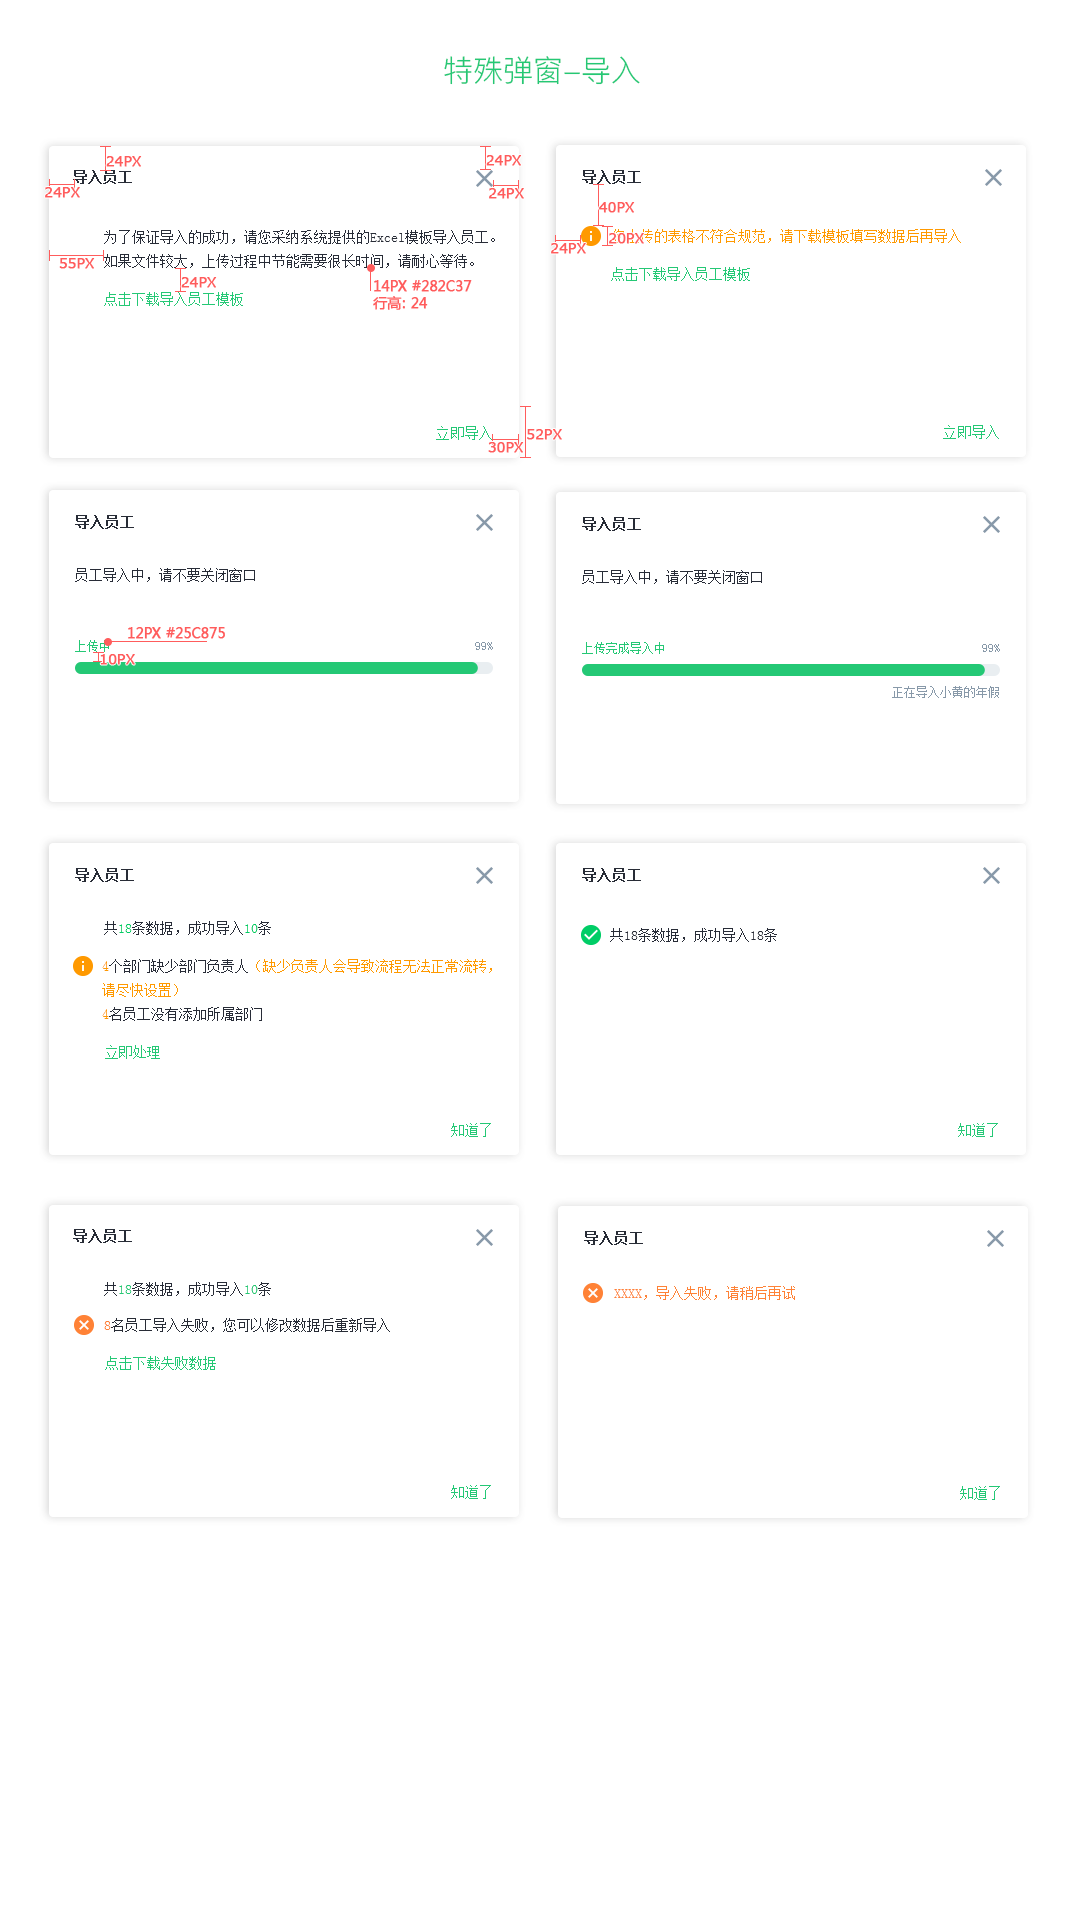 特殊弹窗-导入
24PX
24PX
导入员工
24PX
24PX
为了保证导入的成功，请您采纳系统提供的Excel模板导入员工。
如果文件较大，上传过程中节能需要很长时间，请耐心等待。
55PX
24PX
14PX #282C37
行高: 24
点击下载导入员工模板
立即导入
30PX
52PX
导入员工
40PX
您上传的表格不符合规范，请下载模板填写数据后再导入
20PX
24PX
点击下载导入员工模板
立即导入
导入员工
员工导入中，请不要关闭窗口
12PX #25C875
上传中
99%
10PX
导入员工
员工导入中，请不要关闭窗口
上传完成导入中
99%
正在导入小黄的年假
导入员工
共18条数据，成功导入10条
4个部门缺少部门负责人（缺少负责人会导致流程无法正常流转，
请尽快设置）
4名员工没有添加所属部门
立即处理
知道了
导入员工
共18条数据，成功导入18条
知道了
导入员工
共18条数据，成功导入10条
8名员工导入失败，您可以修改数据后重新导入
点击下载失败数据
知道了
导入员工
XXXX，导入失败，请稍后再试
知道了